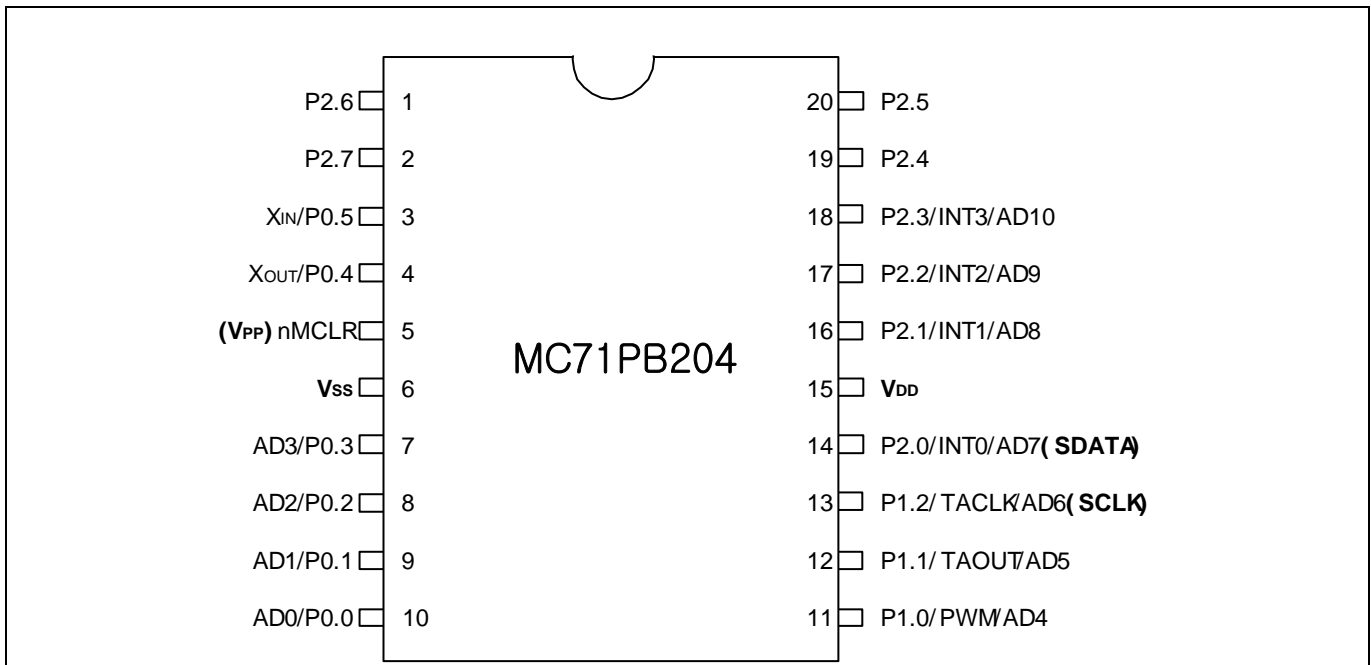 P2.6 1 20 P2.5
P2.7 2 19 P2.4
XIN/P0.5 3 18 P2.3/INT3/AD10
XOUT/P0.4 4 17 P2.2/INT2/AD9
(VPP) nMCLR 5 16 P2.1/INT1/AD8
MC71PB204
VSS 6 15 VDD
AD3/P0.3 7 14 P2.0/INT0/AD7( SDATA)
AD2/P0.2 8 13 P1.2/ TACLK/AD6( SCLK)
AD1/P0.1 9 12 P1.1/ TAOUT/AD5
AD0/P0.0 10 11 P1.0/ PWM/AD4